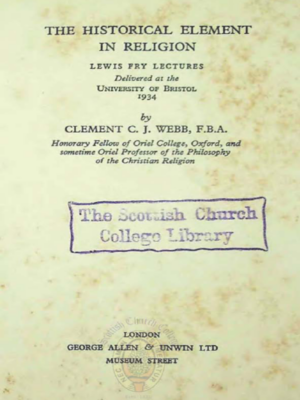 THE HISTORICAL ELEMENT
IN RELIGION
LEWIS FRY LECTURES
Delivered at the
UNIVERSITY OF BRISTOL
1934
by
CLEMENT C. J. WEBB, F.B.A.
Honorary Fellow of Oriel College, Oxford, and
sometime Oriel Professor of the Philosophy
of the Christian Religion
The Scottish Church
College Library
LONDON
GEORGE ALLEN & UNWIN LTD
MUSEUM STREET